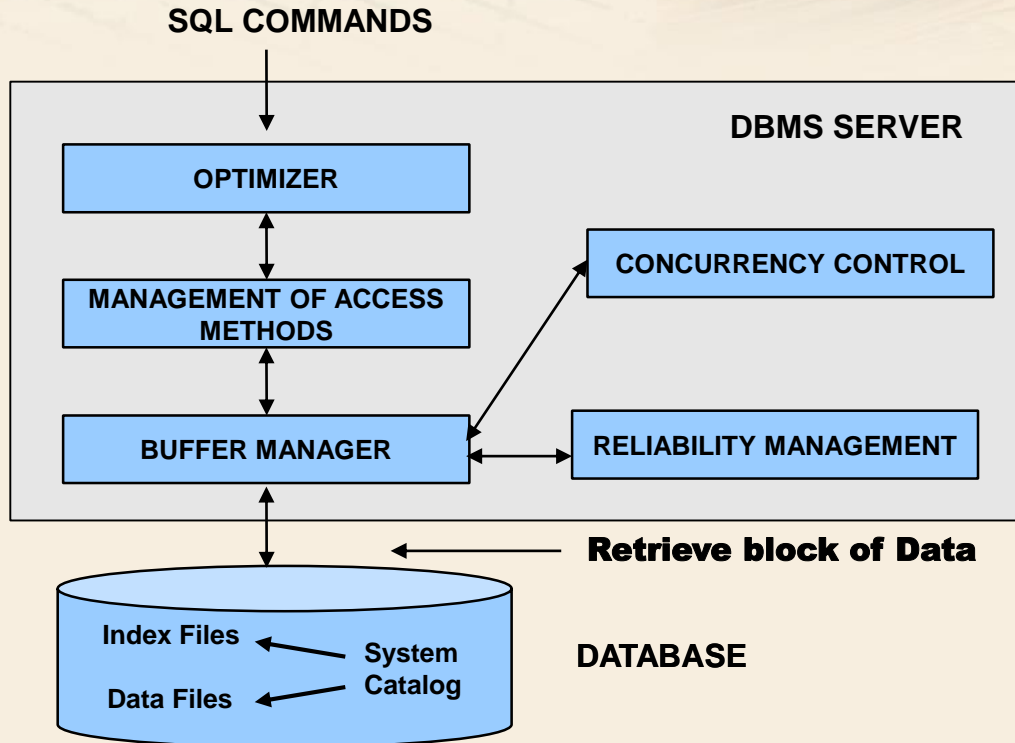 SQL COMMANDS
DBMS SERVER
OPTIMIZER
CONCURRENCY CONTROL
MANAGEMENT OF ACCESS
METHODS
BUFFER MANAGER
RELIABILITY MANAGEMENT
Retrieve block of Data
Index Files
System
Catalog
Data Files
DATABASE